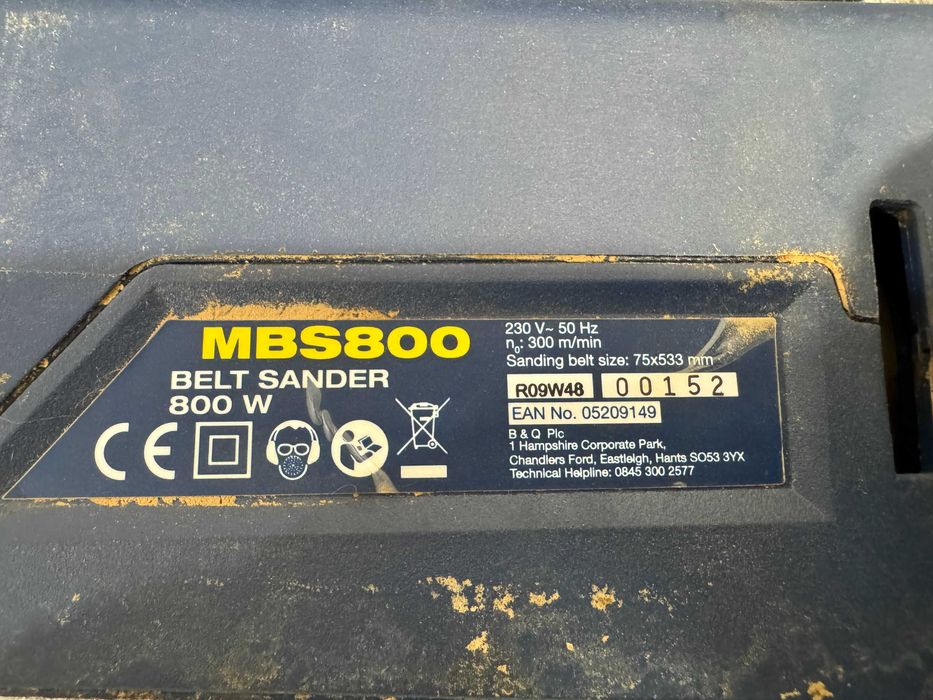 MBS800
BELT SANDER
800 W
CE
230 V~ 50 Hz
n₀: 300 m/min
Sanding belt size: 75x533 mm
R09W48 00152
EAN No. 05209149
B & Q Plc
1 Hampshire Corporate Park,
Chandlers Ford, Eastleigh, Hants SO53 3YX
Technical Helpline: 0845 300 2577